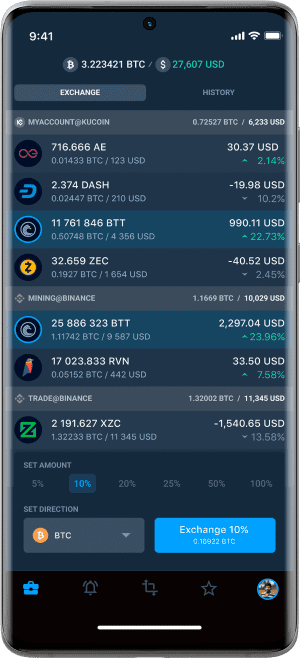 9:41
3.223421 BTC / $ 27,607 USD
EXCHANGE HISTORY
MYACCOUNT@KUCOIN 0.72527 BTC / 6,233 USD
716.666 AE 30.37 USD
0.01433 BTC / 123 USD 2.14%
2.374 DASH -19.98 USD
0.02447 BTC / 210 USD 10.2%
11 761 846 BTT 990.11 USD
0.50748 BTC / 4 356 USD 22.73%
32.659 ZEC -40.52 USD
0.1927 BTC / 1 654 USD 2.45%
MINING@BINANCE 1.1669 BTC / 10,029 USD
25 886 323 BTT 2,297.04 USD
1.11742 BTC / 9 587 USD 23.96%
17 023.833 RVN 33.50 USD
0.05152 BTC / 442 USD 7.58%
TRADE@BINANCE 1.32002 BTC / 11,345 USD
2 191.627 XZC -1,540.65 USD
1.32233 BTC / 11 345 USD 13.58%
SET AMOUNT
5% 10% 20% 25% 50% 100%
SET DIRECTION
BTC Exchange 10%
0.16922 BTC